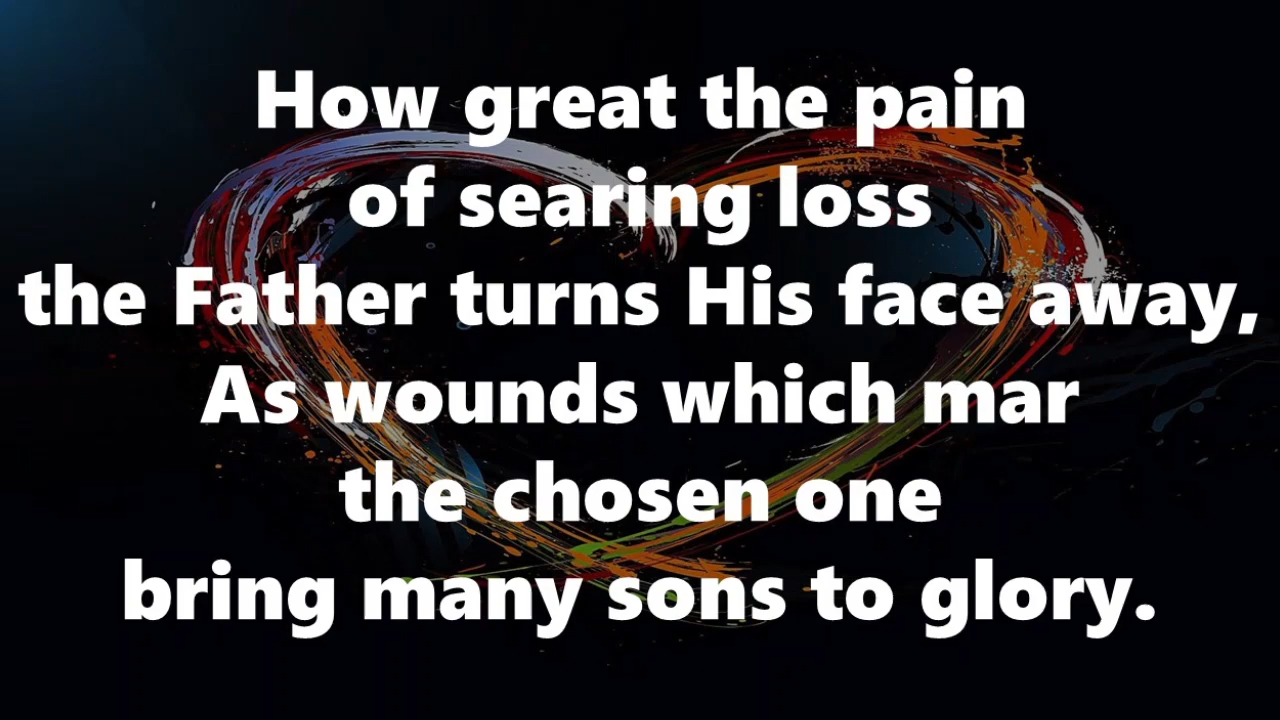 How great the pain
of searing loss
the Father turns His face away,
As wounds which mar
the chosen one
bring many sons to glory.